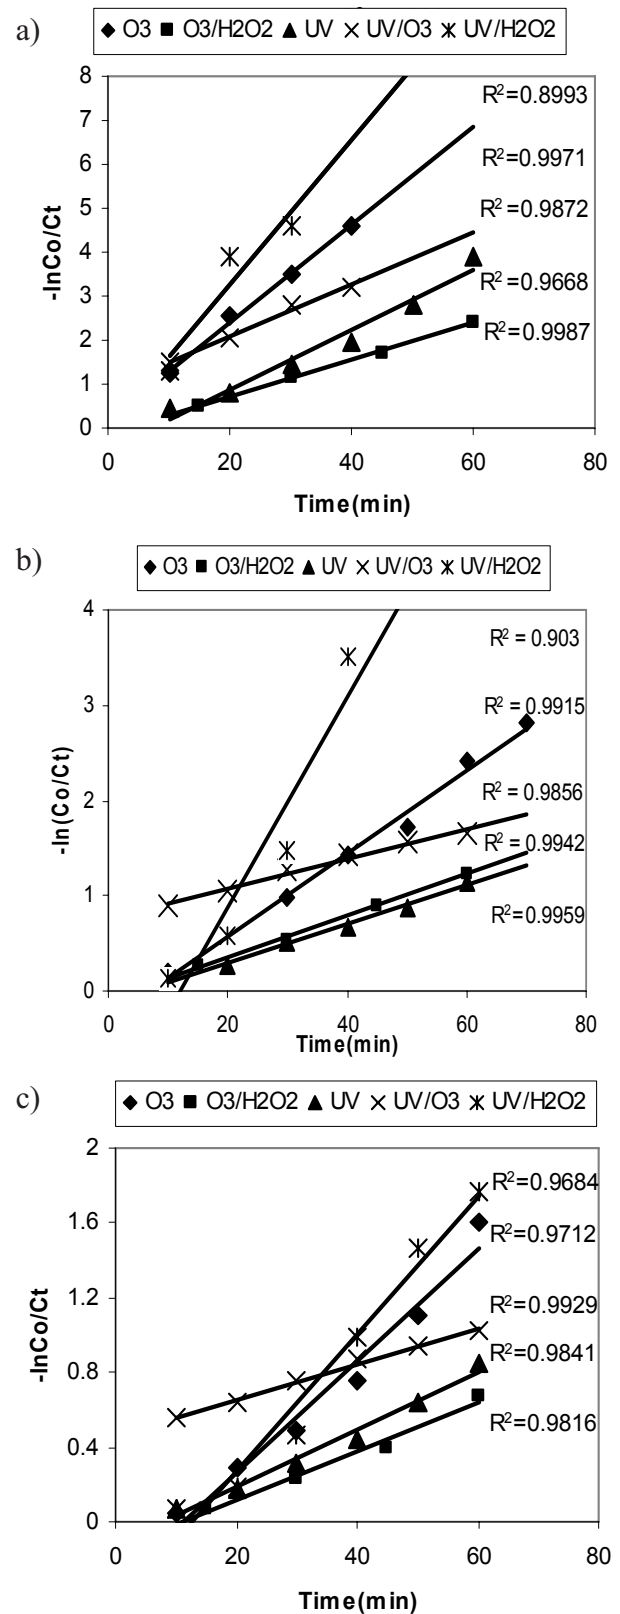 a)
O3 O3/H2O2 UV UV/O3 UV/H2O2
8
7
6
5
4
3
2
1
0
-lnCo/Ct
R²=0.8993
R²=0.9971
R²=0.9872
R²=0.9668
R²=0.9987
0 20 40 60 80
Time(min)
b)
O3 O3/H2O2 UV UV/O3 UV/H2O2
4
3
2
1
0
-ln(Co/Ct)
R² = 0.903
R² = 0.9915
R² = 0.9856
R² = 0.9942
R² = 0.9959
0 20 40 60 80
Time(min)
c)
O3 O3/H2O2 UV UV/O3 UV/H2O2
2
1.6
1.2
0.8
0.4
0
-lnCo/Ct
R²=0.9684
R²=0.9712
R²=0.9929
R²=0.9841
R²=0.9816
0 20 40 60 80
Time(min)